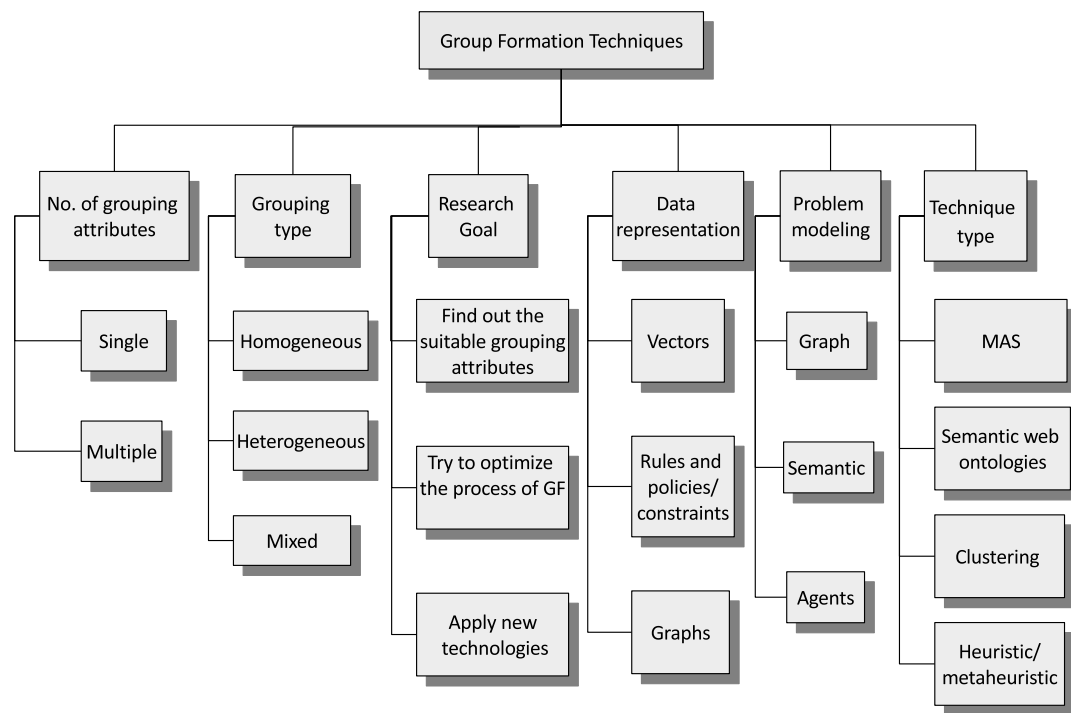 Group Formation Techniques
No. of grouping
attributes
Single
Multiple
Grouping
type
Homogeneous
Heterogeneous
Mixed
Research
Goal
Find out the
suitable grouping
attributes
Try to optimize
the process of GF
Apply new
technologies
Data
representation
Vectors
Rules and
policies/
constraints
Graphs
Problem
modeling
Graph
Semantic
Agents
Technique
type
MAS
Semantic web
ontologies
Clustering
Heuristic/
metaheuristic